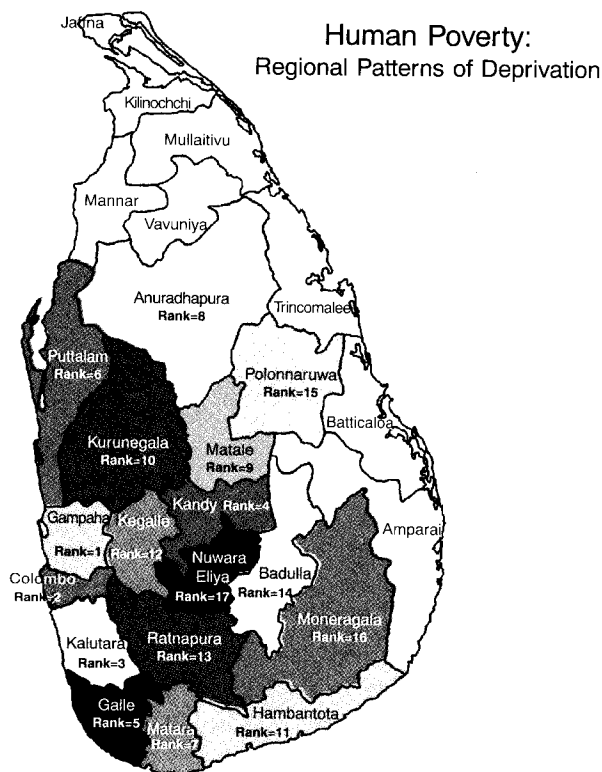 Human Poverty:
Regional Patterns of Deprivation
Jaffna
Kilinochchi
Mullaitivu
Mannar
Vavuniya
Anuradhapura
Rank=8
Trincomalee
Puttalam
Rank=6
Polonnaruwa
Rank=15
Batticaloa
Kurunegala
Rank=10
Matale
Rank=9
Kandy Rank=4
Gampaha
Rank=1
Kegalle
Rank=12
Amparai
Nuwara
Eliya
Rank=17
Badulla
Rank=14
Colombo
Rank=2
Moneragala
Rank=16
Ratnapura
Rank=13
Kalutara
Rank=3
Galle
Rank=5
Matara
Rank=7
Hambantota
Rank=11